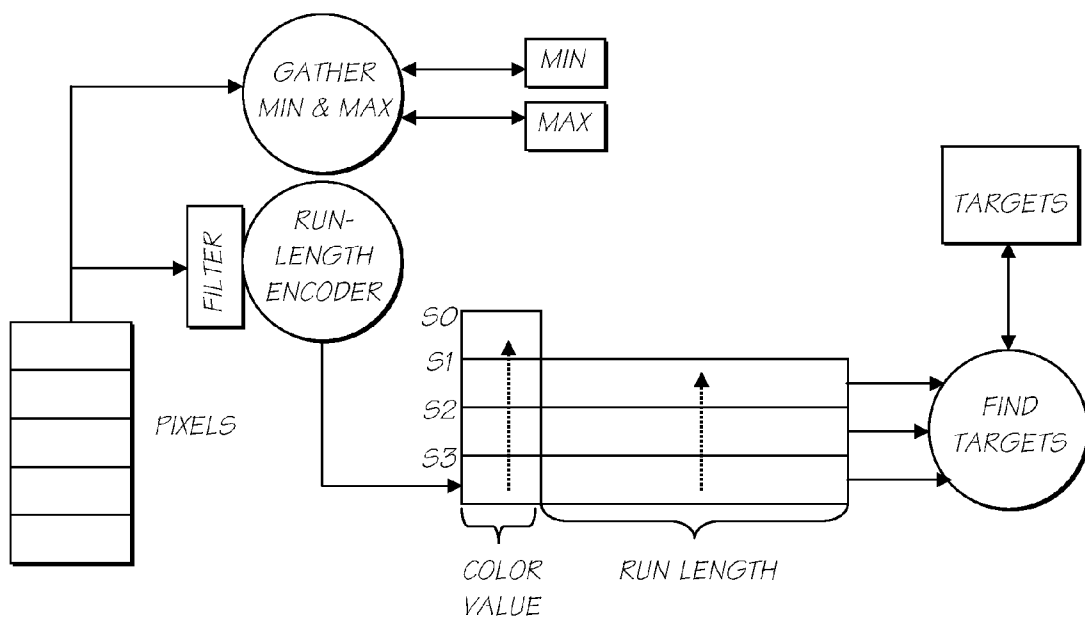 GATHER
MIN & MAX
MIN
MAX
FILTER
RUN-
LENGTH
ENCODER
TARGETS
PIXELS
S0
S1
S2
S3
FIND
TARGETS
COLOR
VALUE
RUN LENGTH